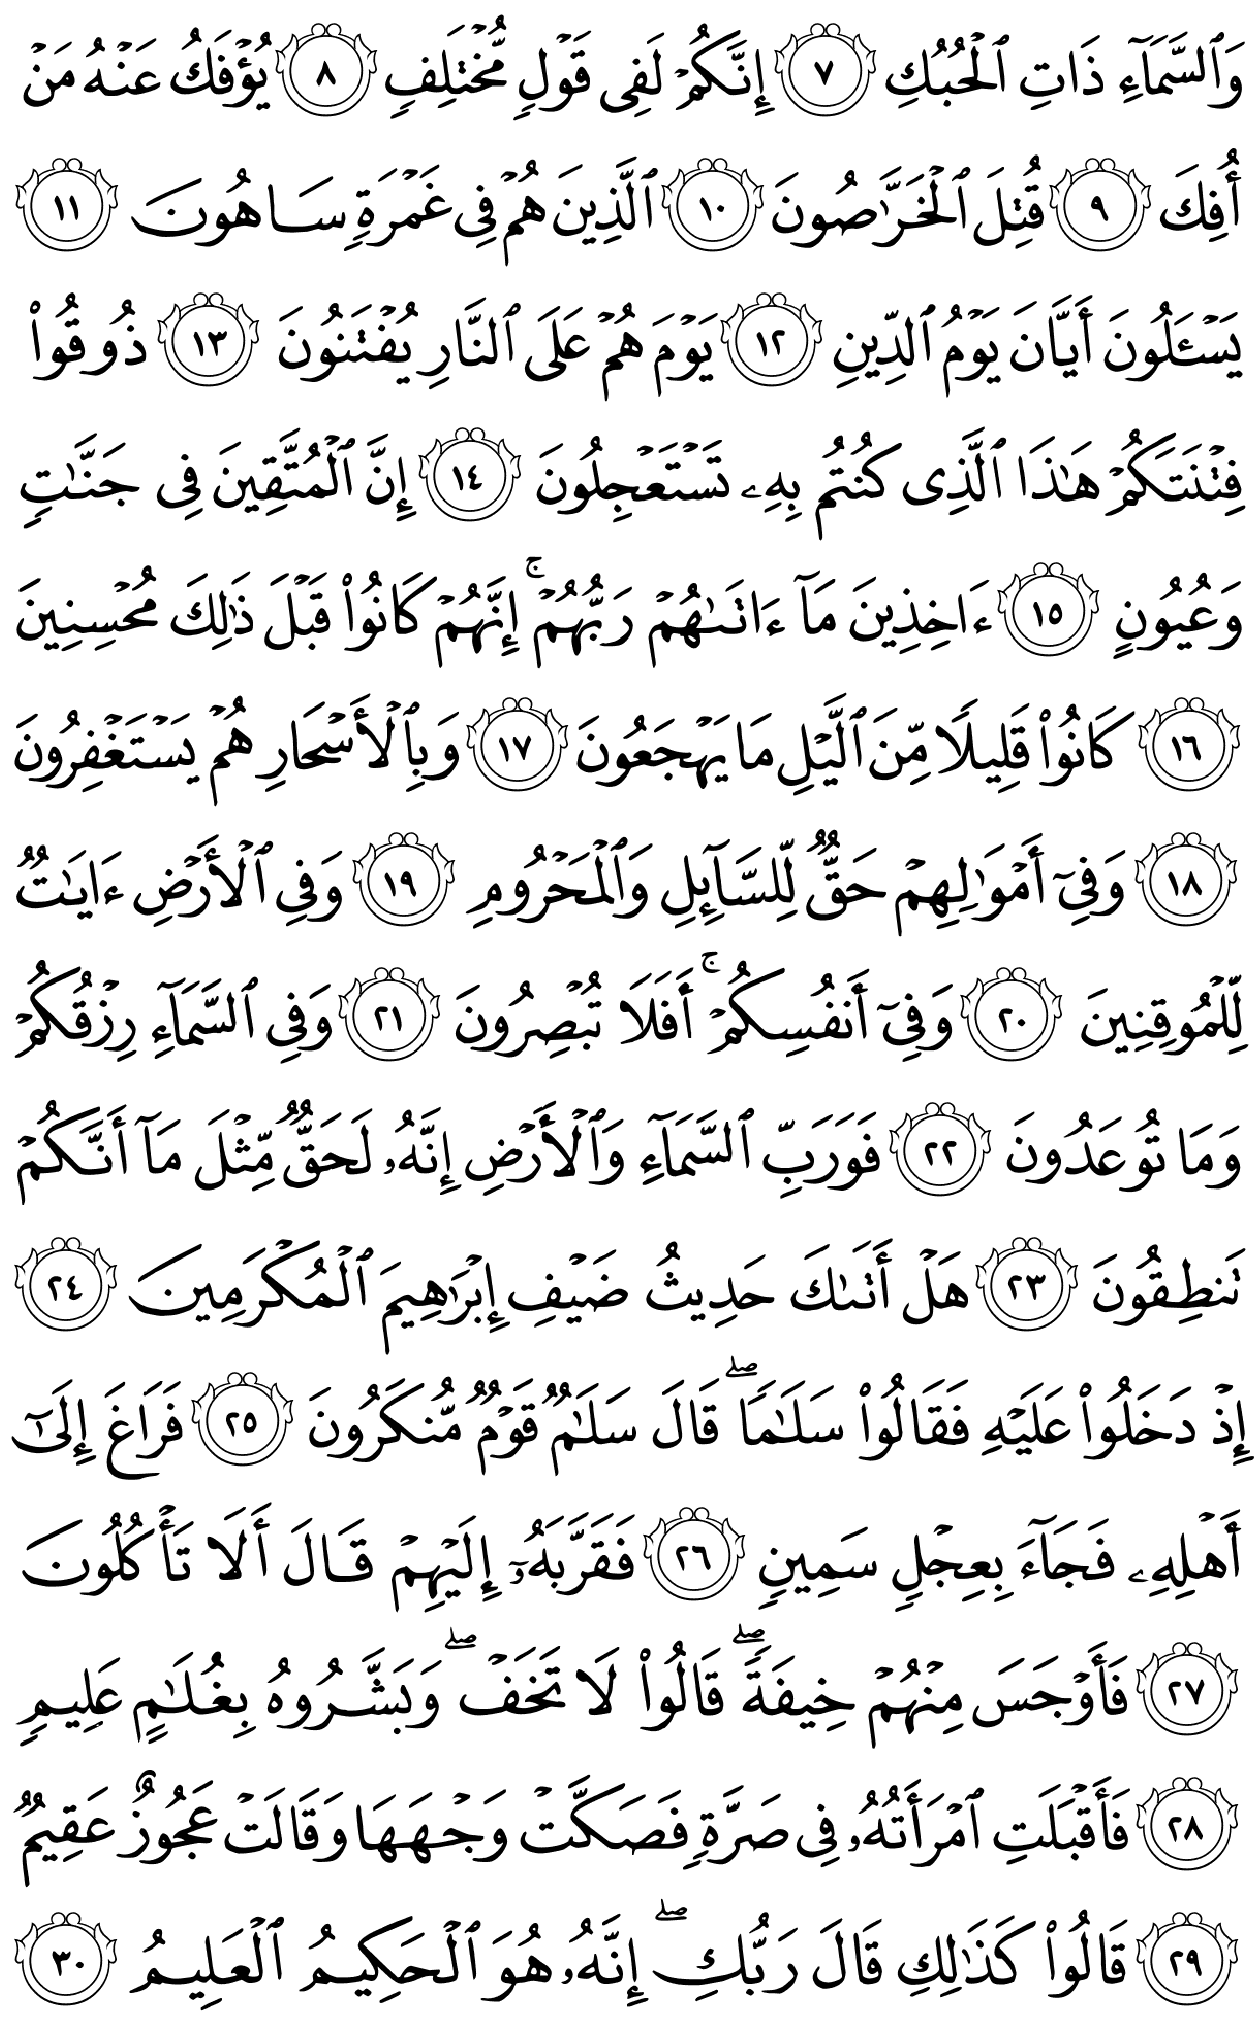 وَٱلسَّمَآءِ ذَاتِ ٱلْحُبُكِ ٧ إِنَّكُمْ لَفِى قَوْلٍ مُّخْتَلِفٍ ٨ يُؤْفَكُ عَنْهُ مَنْ
أُفِكَ ٩ قُتِلَ ٱلْخَرَّٰصُونَ ١٠ ٱلَّذِينَ هُمْ فِى غَمْرَةٍ سَاهُونَ ١١
يَسْـَٔلُونَ أَيَّانَ يَوْمُ ٱلدِّينِ ١٢ يَوْمَ هُمْ عَلَى ٱلنَّارِ يُفْتَنُونَ ١٣ ذُوقُوا۟
فِتْنَتَكُمْ هَٰذَا ٱلَّذِى كُنتُم بِهِۦ تَسْتَعْجِلُونَ ١٤ إِنَّ ٱلْمُتَّقِينَ فِى جَنَّٰتٍ
وَعُيُونٍ ١٥ ءَاخِذِينَ مَآ ءَاتَىٰهُمْ رَبُّهُمْ ۚ إِنَّهُمْ كَانُوا۟ قَبْلَ ذَٰلِكَ مُحْسِنِينَ
١٦ كَانُوا۟ قَلِيلًا مِّنَ ٱلَّيْلِ مَا يَهْجَعُونَ ١٧ وَبِٱلْأَسْحَارِ هُمْ يَسْتَغْفِرُونَ
١٨ وَفِىٓ أَمْوَٰلِهِمْ حَقٌّ لِّلسَّآئِلِ وَٱلْمَحْرُومِ ١٩ وَفِى ٱلْأَرْضِ ءَايَٰتٌ
لِّلْمُوقِنِينَ ٢٠ وَفِىٓ أَنفُسِكُمْ ۚ أَفَلَا تُبْصِرُونَ ٢١ وَفِى ٱلسَّمَآءِ رِزْقُكُمْ
وَمَا تُوعَدُونَ ٢٢ فَوَرَبِّ ٱلسَّمَآءِ وَٱلْأَرْضِ إِنَّهُۥ لَحَقٌّ مِّثْلَ مَآ أَنَّكُمْ
تَنطِقُونَ ٢٣ هَلْ أَتَىٰكَ حَدِيثُ ضَيْفِ إِبْرَٰهِيمَ ٱلْمُكْرَمِينَ ٢٤
إِذْ دَخَلُوا۟ عَلَيْهِ فَقَالُوا۟ سَلَٰمًا ۖ قَالَ سَلَٰمٌ قَوْمٌ مُّنكَرُونَ ٢٥ فَرَاغَ إِلَىٰٓ
أَهْلِهِۦ فَجَآءَ بِعِجْلٍ سَمِينٍ ٢٦ فَقَرَّبَهُۥٓ إِلَيْهِمْ قَالَ أَلَا تَأْكُلُونَ
٢٧ فَأَوْجَسَ مِنْهُمْ خِيفَةً ۖ قَالُوا۟ لَا تَخَفْ ۖ وَبَشَّرُوهُ بِغُلَٰمٍ عَلِيمٍ
٢٨ فَأَقْبَلَتِ ٱمْرَأَتُهُۥ فِى صَرَّةٍ فَصَكَّتْ وَجْهَهَا وَقَالَتْ عَجُوزٌ عَقِيمٌ
٢٩ قَالُوا۟ كَذَٰلِكِ قَالَ رَبُّكِ ۖ إِنَّهُۥ هُوَ ٱلْحَكِيمُ ٱلْعَلِيمُ ٣٠